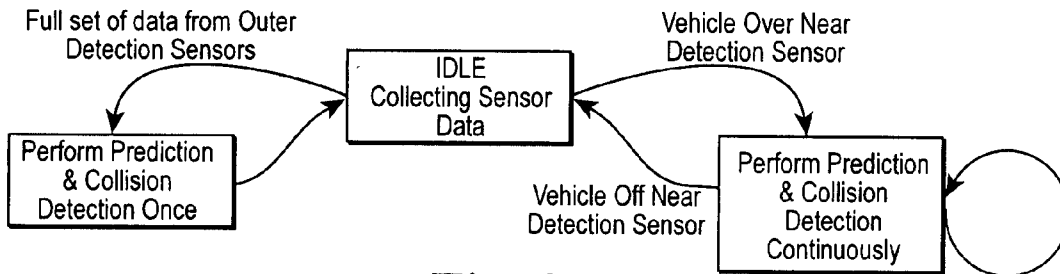 Full set of data from Outer
Detection Sensors
Vehicle Over Near
Detection Sensor
IDLE
Collecting Sensor
Data
Perform Prediction
& Collision
Detection Once
Vehicle Off Near
Detection Sensor
Perform Prediction
& Collision
Detection
Continuously